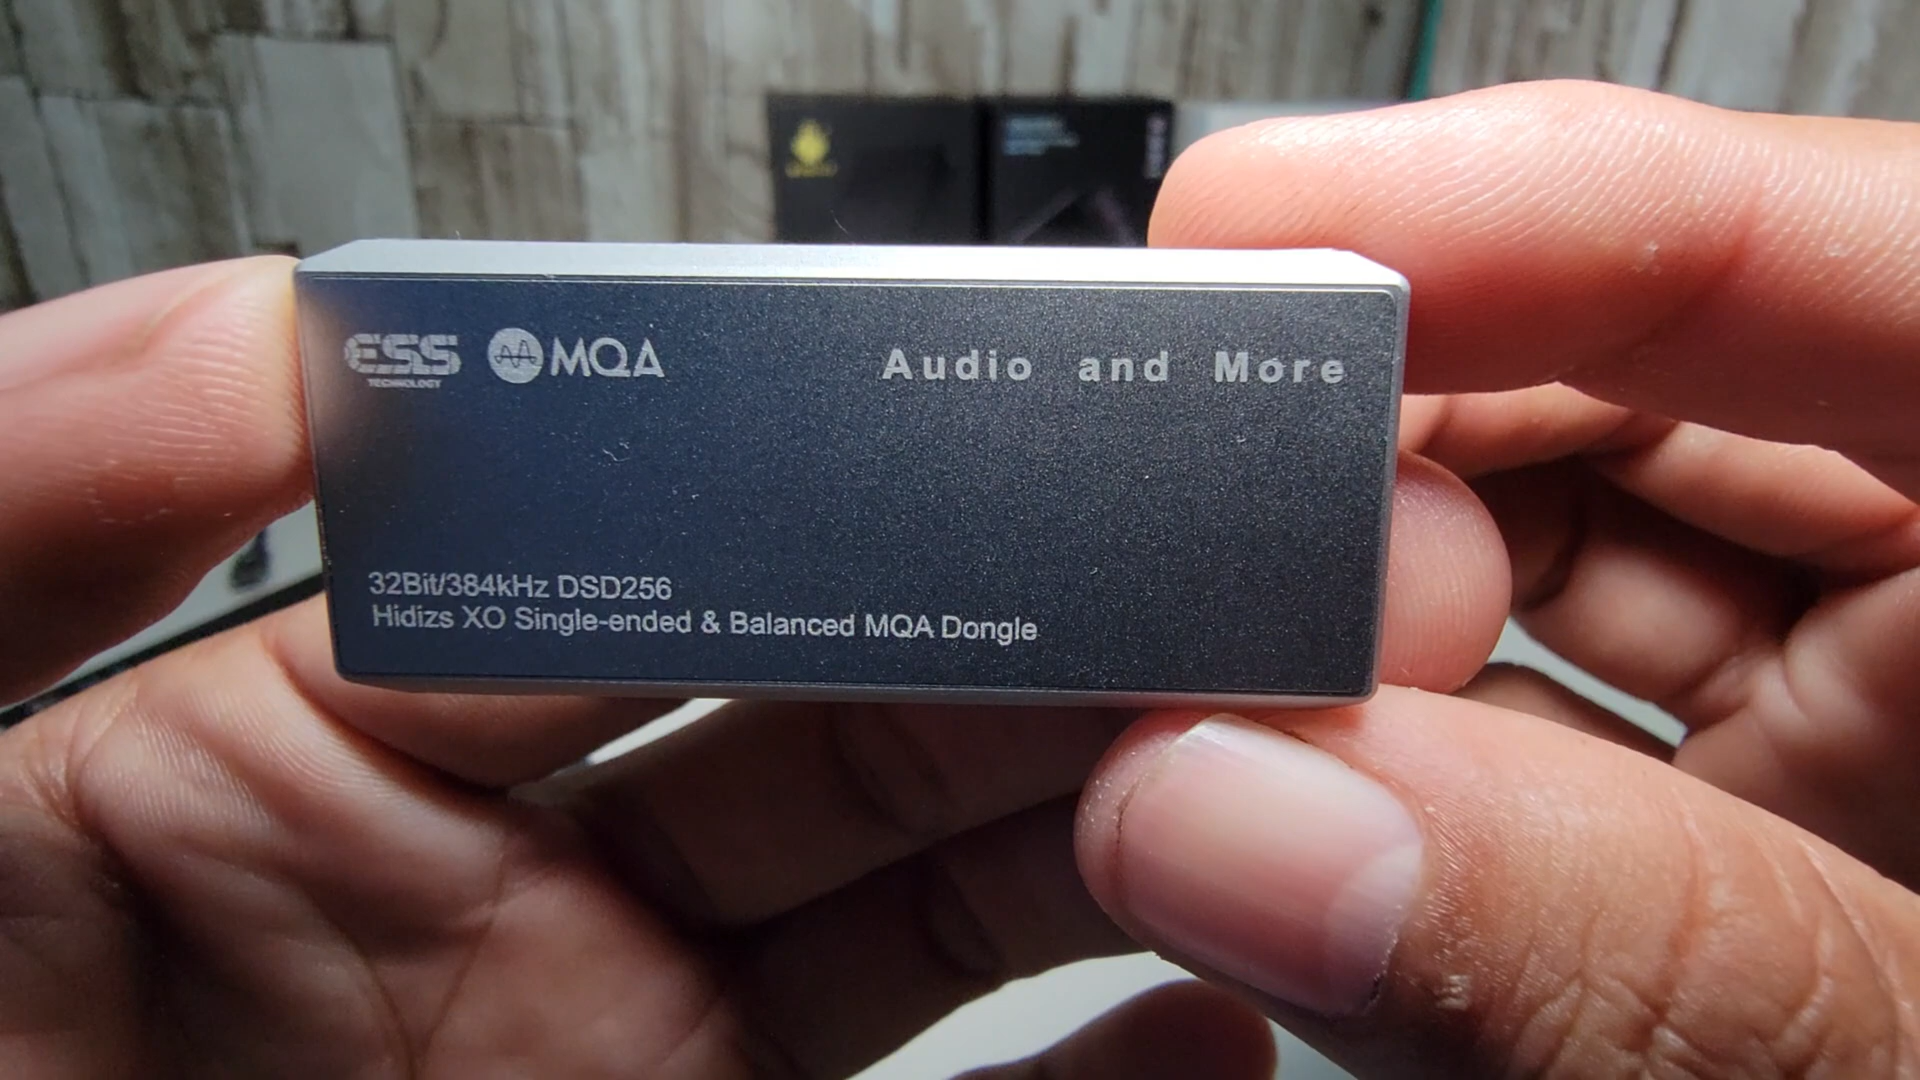 ESS
TECHNOLOGY
MQA
Audio and More
32Bit/384kHz DSD256
Hidizs XO Single-ended & Balanced MQA Dongle